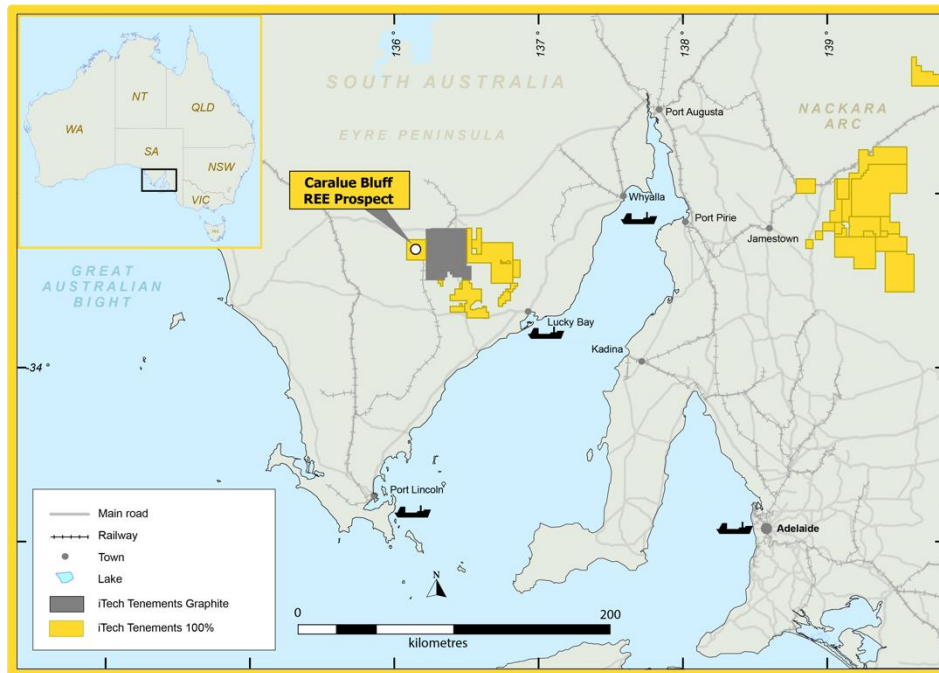 136 °
137 °
138 °
139 °
NT
QLD
WA
SA
NSW
VIC
SOUTH AUSTRALIA
EYRE PENINSULA
NACKARA
ARC
Port Augusta
Caralue Bluff
REE Prospect
Whyalla
Port Pirie
Jamestown
GREAT
AUSTRALIAN
BIGHT
Lucky Bay
Kadina
-34 °
Port Lincoln
Adelaide
Main road
Railway
Town
Lake
iTech Tenements Graphite
iTech Tenements 100%
N
0
200
kilometres